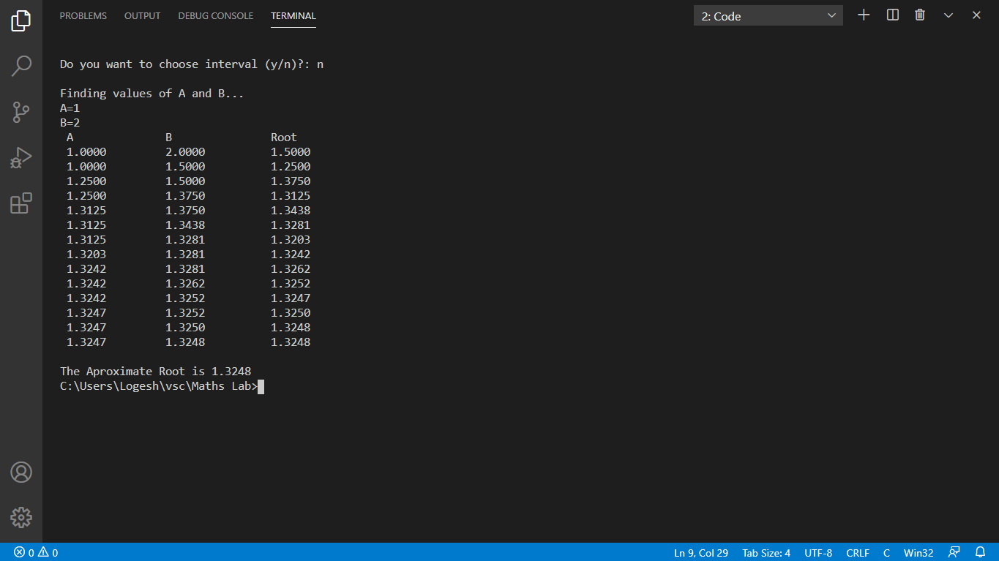 PROBLEMS OUTPUT DEBUG CONSOLE TERMINAL 2: Code
Do you want to choose interval (y/n)?: n
Finding values of A and B...
A=1
B=2
A B Root
1.0000 2.0000 1.5000
1.0000 1.5000 1.2500
1.2500 1.5000 1.3750
1.2500 1.3750 1.3125
1.3125 1.3750 1.3438
1.3125 1.3438 1.3281
1.3125 1.3281 1.3203
1.3203 1.3281 1.3242
1.3242 1.3281 1.3262
1.3242 1.3262 1.3252
1.3242 1.3252 1.3247
1.3247 1.3252 1.3250
1.3247 1.3250 1.3248
1.3247 1.3248 1.3248
The Aproximate Root is 1.3248
C:\Users\Logesh\vsc\Maths Lab>
0 0 Ln 9, Col 29 Tab Size: 4 UTF-8 CRLF C Win32